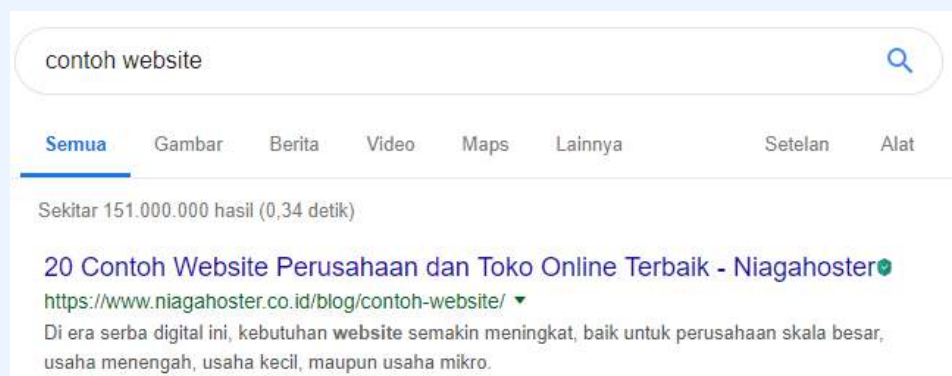 contoh website
Semua Gambar Berita Video Maps Lainnya Setelan Alat
Sekitar 151.000.000 hasil (0,34 detik)
20 Contoh Website Perusahaan dan Toko Online Terbaik - Niagahoster
https://www.niagahoster.co.id/blog/contoh-website/
Di era serba digital ini, kebutuhan website semakin meningkat, baik untuk perusahaan skala besar,
usaha menengah, usaha kecil, maupun usaha mikro.